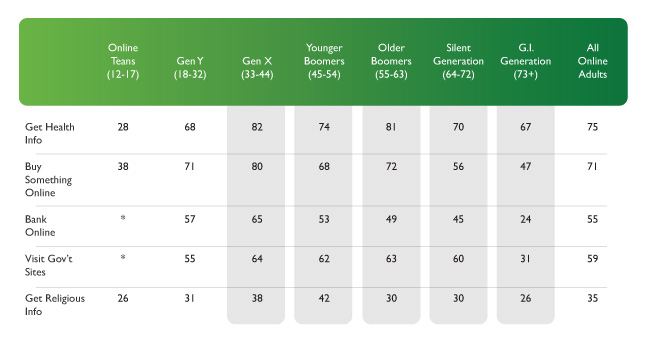 Online Teans (12-17) Gen Y (18-32) Gen X (33-44) Younger Boomers (45-54) Older Boomers (55-63) Silent Generation (64-72) G.I. Generation (73+) All Online Adults
Get Health Info 28 68 82 74 81 70 67 75
Buy Something Online 38 71 80 68 72 56 47 71
Bank Online * 57 65 53 49 45 24 55
Visit Gov't Sites * 55 64 62 63 60 31 59
Get Religious Info 26 31 38 42 30 30 26 35